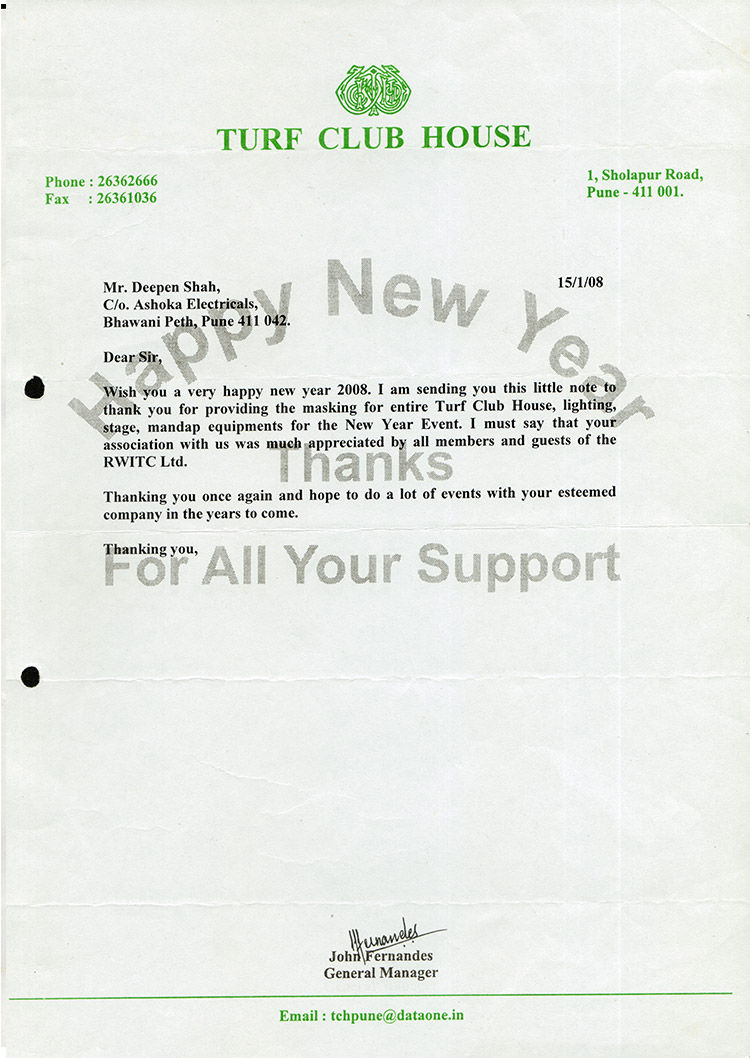 TURF CLUB HOUSE
Phone : 26362666
Fax : 26361036
1, Sholapur Road,
Pune - 411 001.
Happy New Year
Thanks
For All Your Support
15/1/08
Mr. Deepen Shah,
C/o. Ashoka Electricals,
Bhawani Peth, Pune 411 042.
Dear Sir,
Wish you a very happy new year 2008. I am sending you this little note to
thank you for providing the masking for entire Turf Club House, lighting,
stage, mandap equipments for the New Year Event. I must say that your
association with us was much appreciated by all members and guests of the
RWITC Ltd.
Thanking you once again and hope to do a lot of events with your esteemed
company in the years to come.
Thanking you,
John Fernandes
General Manager
Email : tchpune@dataone.in